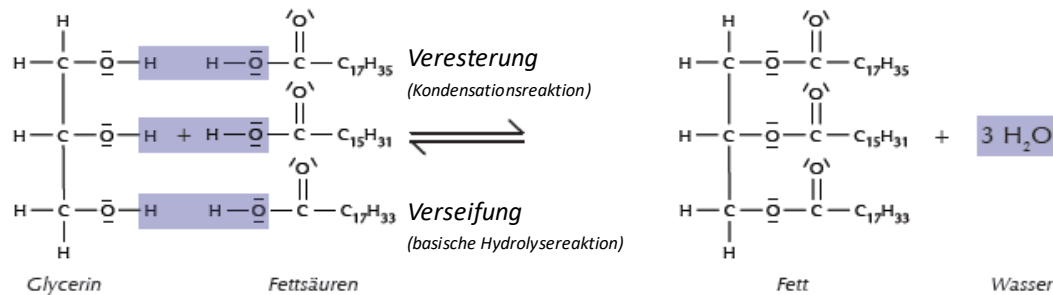 H O H
H—C—O—H H—O—C—C₁₇H₃₅ Veresterung H—C—O—C—C₁₇H₃₅
(Kondensationsreaktion)
O O
H—C—O—H + H—O—C—C₁₅H₃₁ H—C—O—C—C₁₅H₃₁ + 3 H₂O
O O
H—C—O—H H—O—C—C₁₇H₃₃ Verseifung H—C—O—C—C₁₇H₃₃
(basische Hydrolysereaktion)
H H
Glycerin Fettsäuren Fett Wasser